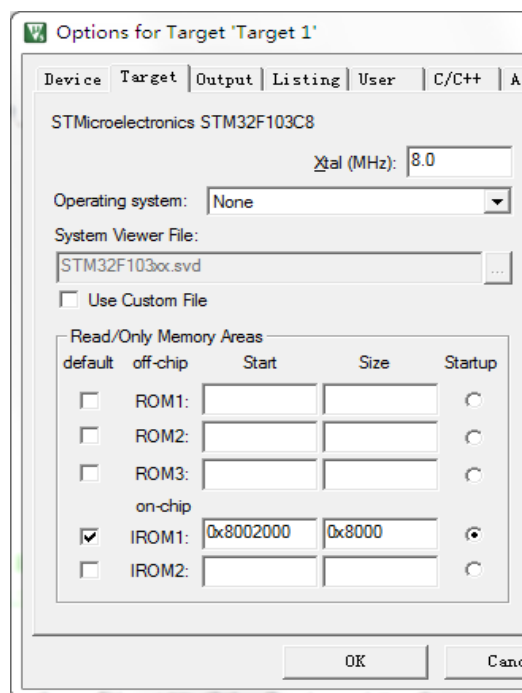 Options for Target 'Target 1'
Device Target Output Listing User C/C++ A
STMicroelectronics STM32F103C8
Xtal (MHz): 8.0
Operating system: None
System Viewer File:
STM32F103xx.svd ...
Use Custom File
Read/Only Memory Areas
default off-chip Start Size Startup
ROM1:
ROM2:
ROM3:
on-chip
IROM1: 0x8002000 0x8000
IROM2:
OK Canc